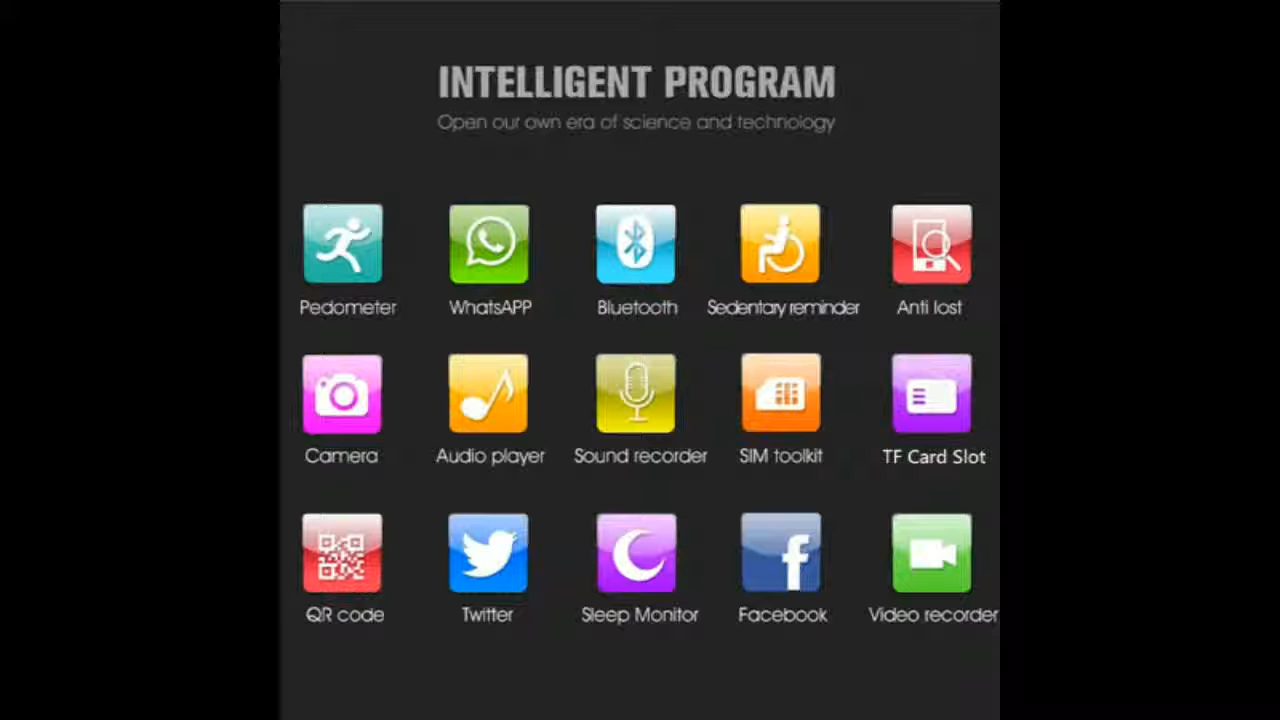 INTELLIGENT PROGRAM
Open our own era of science and technology
Pedometer WhatsAPP Bluetooth Sedentary reminder Anti lost
Camera Audio player Sound recorder SIM toolkit TF Card Slot
QR code Twitter Sleep Monitor Facebook Video recorder